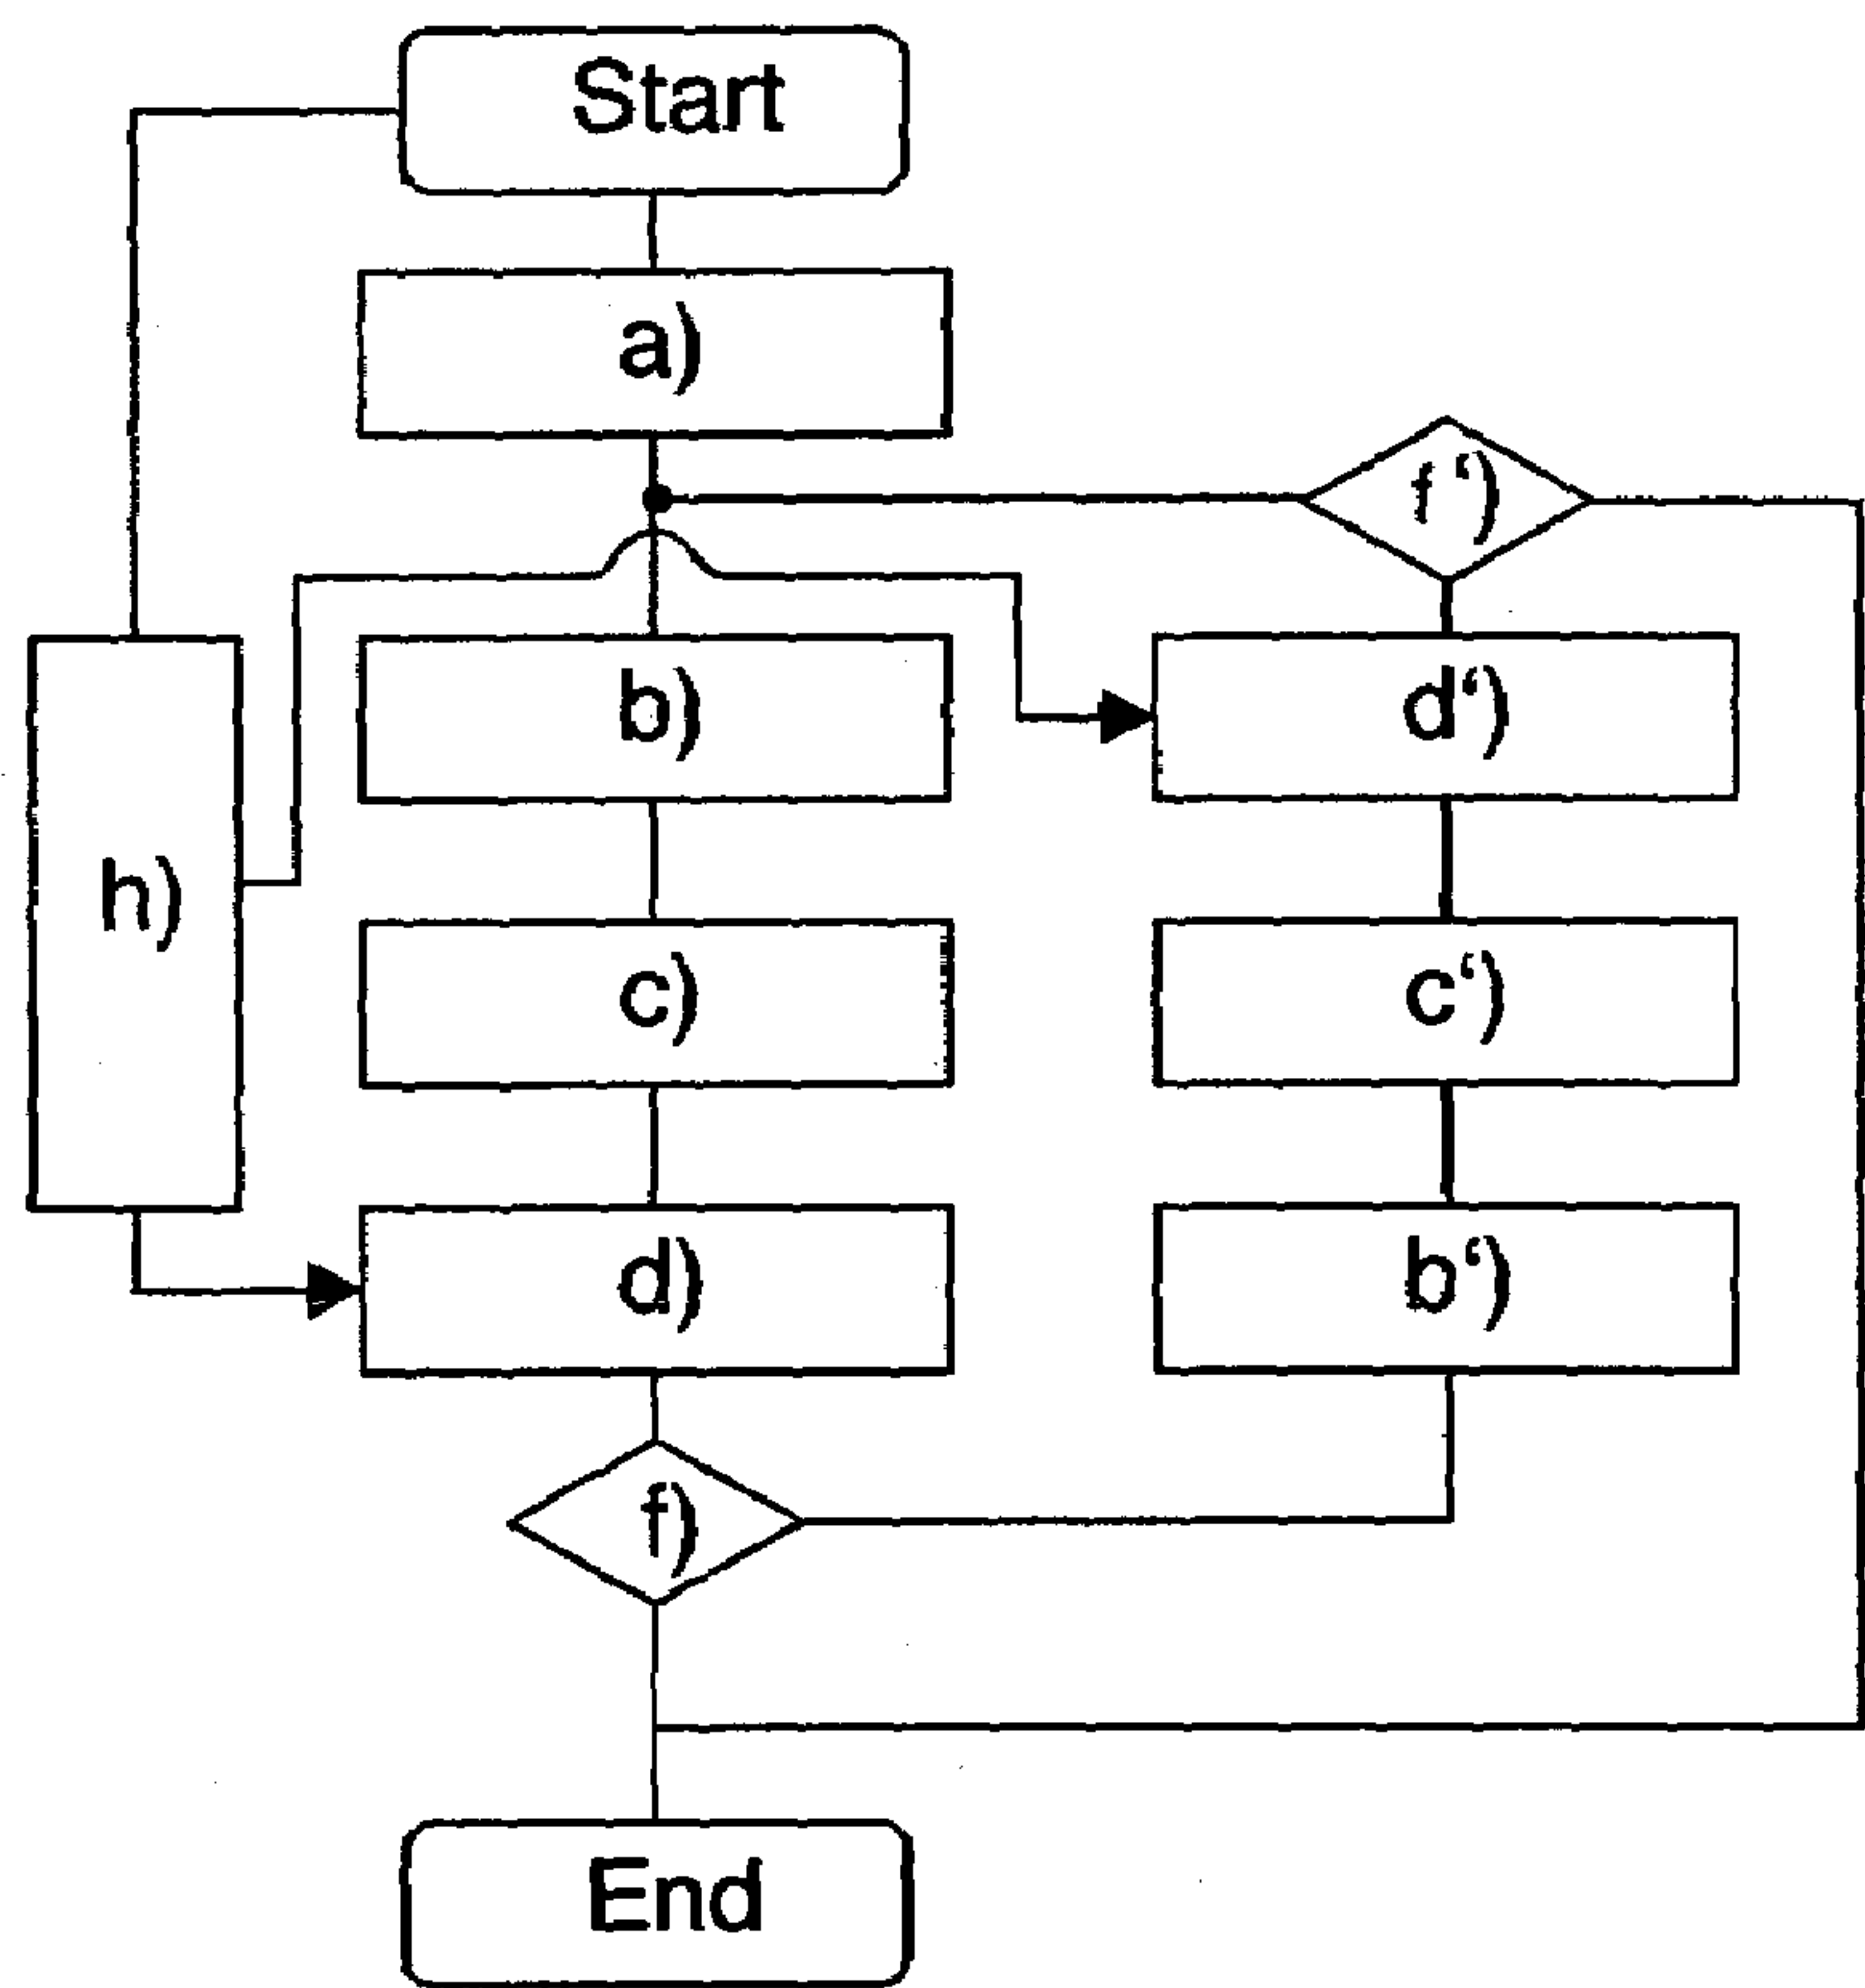 Start
a)
f‘)
b)
d‘)
h)
c)
c‘)
d)
b‘)
f)
End